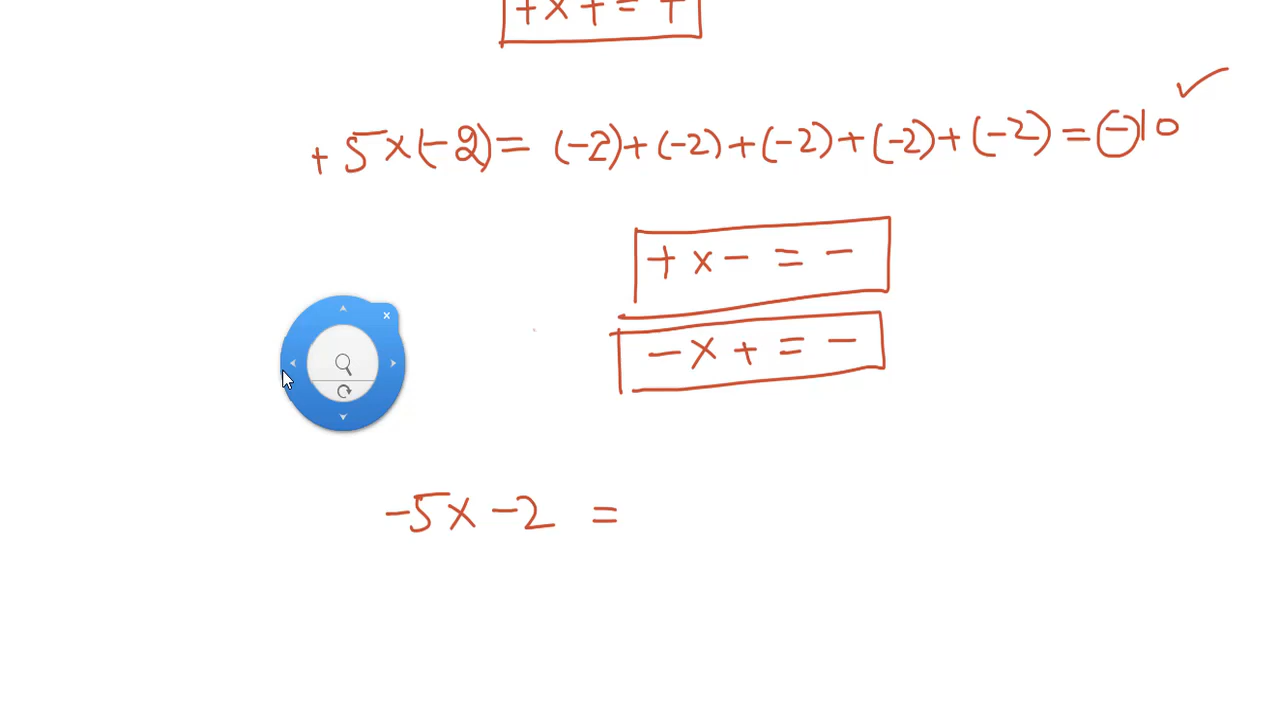 + x + = +
+ 5 x (-2) = (-2) + (-2) + (-2) + (-2) + (-2) = -10
+ x - = -
- x + = -
-5 x -2 =